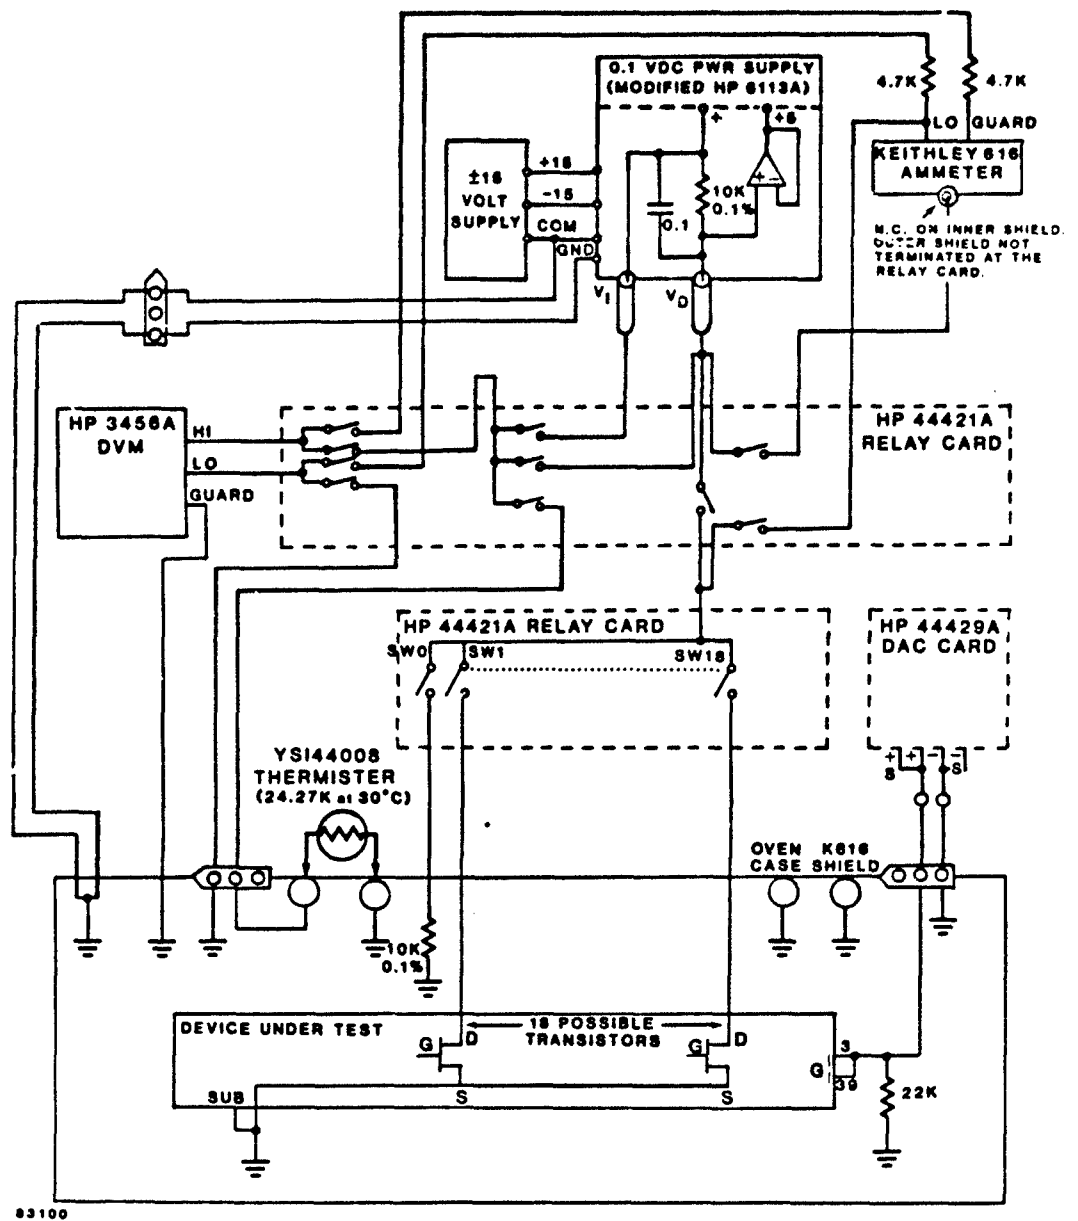 0.1 VDC PWR SUPPLY
(MODIFIED HP 6113A)
+
+5
4.7K
4.7K
LO GUARD
KEITHLEY 616
AMMETER
N.C. ON INNER SHIELD.
OUTER SHIELD NOT
TERMINATED AT THE
RELAY CARD.
±15
VOLT
SUPPLY
+15
-15
COM
GND
+ -
10K
0.1%
0.1
VI
VD
HP 3456A
DVM
HI
LO
GUARD
HP 44421A
RELAY CARD
HP 44421A RELAY CARD
SW0
SW1
SW18
HP 44429A
DAC CARD
+ + - -
S
S
YSI44008
THERMISTER
(24.27K at 30°C)
OVEN K616
CASE SHIELD
10K
0.1%
DEVICE UNDER TEST
18 POSSIBLE
TRANSISTORS
G
D
S
G
D
S
SUB
3
G
39
22K
83100